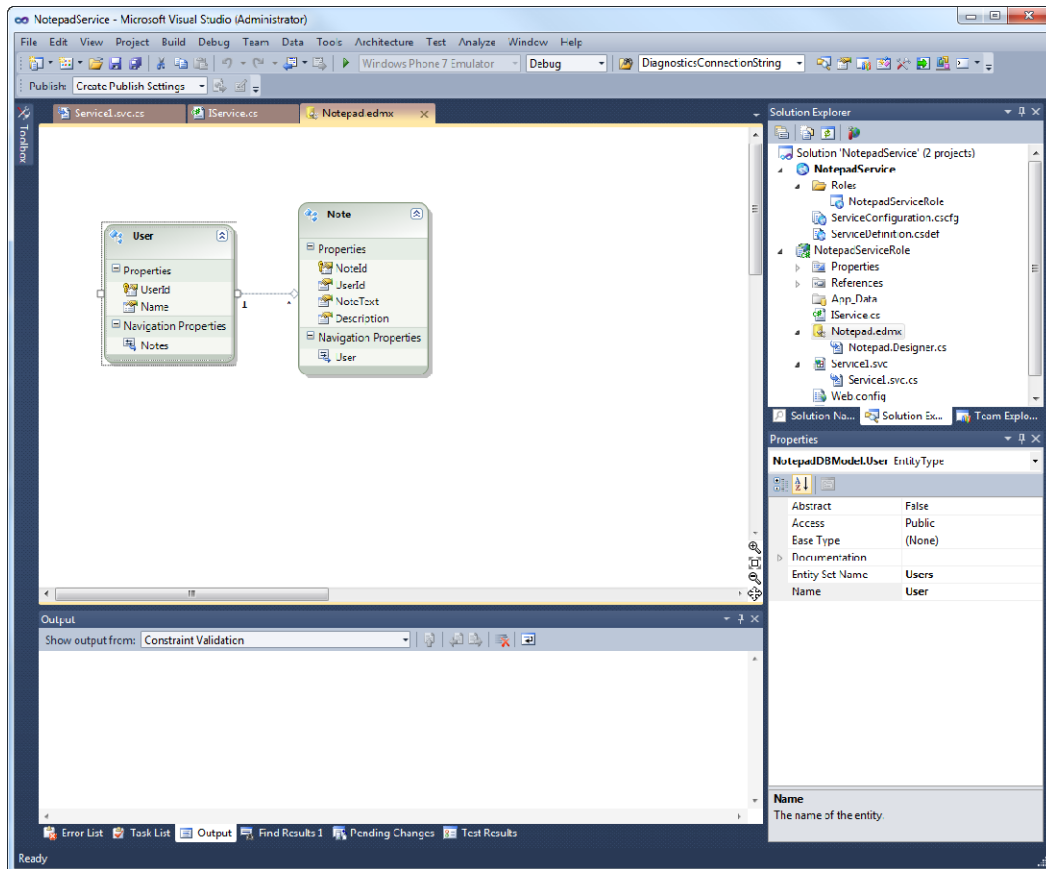 NotepadService - Microsoft Visual Studio (Administrator)
File Edit View Project Build Debug Team Data Tools Architecture Test Analyze Window Help
Windows Phone 7 Emulator Debug DiagnosticsConnectionString
Publish: Create Publish Settings
Toolbox
Service1.svc.cs IService.cs Notepad.edmx
User
Properties
UserId
Name
Navigation Properties
Notes
1
*
Note
Properties
NoteId
UserId
NoteText
Description
Navigation Properties
User
Solution Explorer
Solution 'NotepadService' (2 projects)
NotepadService
Roles
NotepadServiceRole
ServiceConfiguration.cscfg
ServiceDefinition.csdef
NotepadServiceRole
Properties
References
App_Data
IService.cs
Notepad.edmx
Notepad.Designer.cs
Service1.svc
Service1.svc.cs
Web.config
Solution Na... Solution Ex... Team Explo...
Properties
NotepadDBModel.User EntityType
Abstract False
Access Public
Base Type (None)
Documentation
Entity Set Name Users
Name User
Name
The name of the entity.
Output
Show output from: Constraint Validation
Error List Task List Output Find Results 1 Pending Changes Test Results
Ready